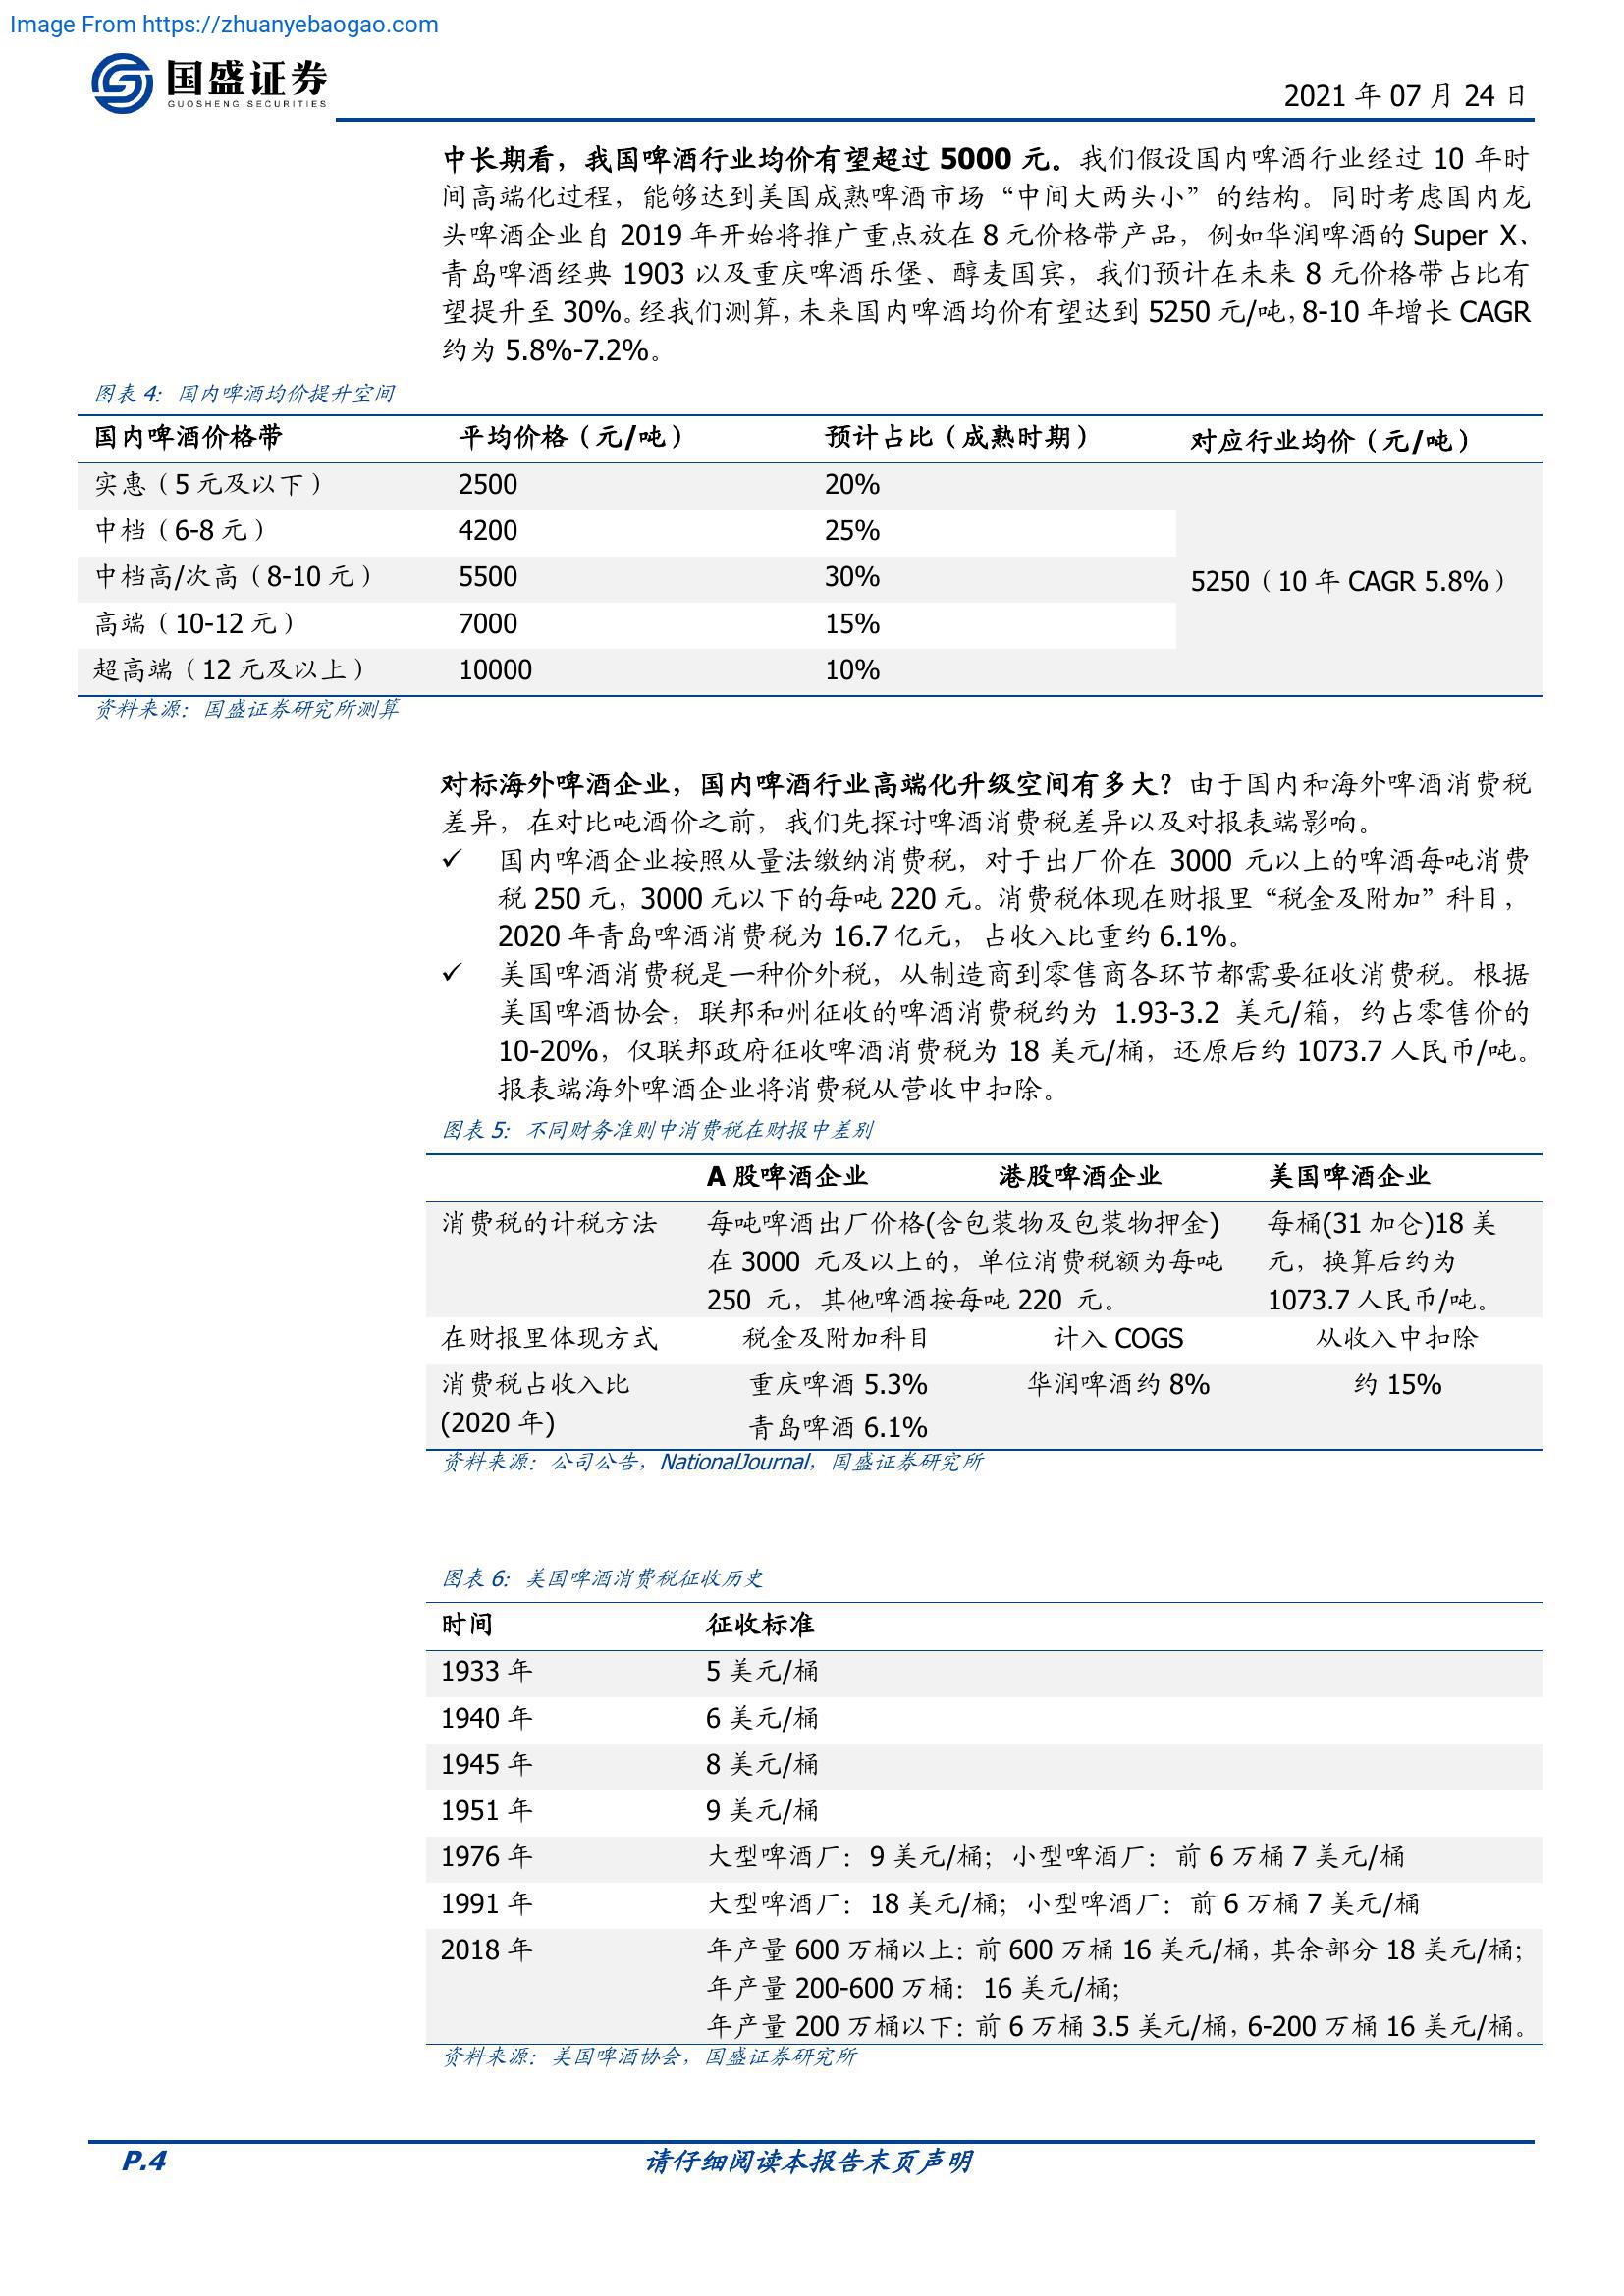 Image From https://zhuanyebaogao.com
国盛证券
GUOSHENG SECURITIES
2021 年 07 月 24 日
中长期看，我国啤酒行业均价有望超过 5000 元。我们假设国内啤酒行业经过 10 年时
间高端化过程，能够达到美国成熟啤酒市场“中间大两头小”的结构。同时考虑国内龙
头啤酒企业自 2019 年开始将推广重点放在 8 元价格带产品，例如华润啤酒的 Super X、
青岛啤酒经典 1903 以及重庆啤酒乐堡、醇麦国宾，我们预计在未来 8 元价格带占比有
望提升至 30%。经我们测算，未来国内啤酒均价有望达到 5250 元/吨，8-10 年增长 CAGR
约为 5.8%-7.2%。
图表 4：国内啤酒均价提升空间
国内啤酒价格带 平均价格（元/吨） 预计占比（成熟时期） 对应行业均价（元/吨）
实惠（5 元及以下） 2500 20%
中档（6-8 元） 4200 25%
中档高/次高（8-10 元） 5500 30% 5250（10 年 CAGR 5.8%）
高端（10-12 元） 7000 15%
超高端（12 元及以上） 10000 10%
资料来源：国盛证券研究所测算
对标海外啤酒企业，国内啤酒行业高端化升级空间有多大？由于国内和海外啤酒消费税
差异，在对比吨酒价之前，我们先探讨啤酒消费税差异以及对报表端影响。
✓ 国内啤酒企业按照从量法缴纳消费税，对于出厂价在 3000 元以上的啤酒每吨消费
税 250 元，3000 元以下的每吨 220 元。消费税体现在财报里“税金及附加”科目，
2020 年青岛啤酒消费税为 16.7 亿元，占收入比重约 6.1%。
✓ 美国啤酒消费税是一种价外税，从制造商到零售商各环节都需要征收消费税。根据
美国啤酒协会，联邦和州征收的啤酒消费税约为 1.93-3.2 美元/箱，约占零售价的
10-20%，仅联邦政府征收啤酒消费税为 18 美元/桶，还原后约 1073.7 人民币/吨。
报表端海外啤酒企业将消费税从营收中扣除。
图表 5：不同财务准则中消费税在财报中差别
A 股啤酒企业 港股啤酒企业 美国啤酒企业
消费税的计税方法 每吨啤酒出厂价格(含包装物及包装物押金) 每桶(31 加仑)18 美
在 3000 元及以上的，单位消费税额为每吨 元，换算后约为
250 元，其他啤酒按每吨 220 元。 1073.7 人民币/吨。
在财报里体现方式 税金及附加科目 计入 COGS 从收入中扣除
消费税占收入比 重庆啤酒 5.3% 华润啤酒约 8% 约 15%
(2020 年) 青岛啤酒 6.1%
资料来源：公司公告，NationalJournal，国盛证券研究所
图表 6：美国啤酒消费税征收历史
时间 征收标准
1933 年 5 美元/桶
1940 年 6 美元/桶
1945 年 8 美元/桶
1951 年 9 美元/桶
1976 年 大型啤酒厂：9 美元/桶；小型啤酒厂：前 6 万桶 7 美元/桶
1991 年 大型啤酒厂：18 美元/桶；小型啤酒厂：前 6 万桶 7 美元/桶
2018 年 年产量 600 万桶以上：前 600 万桶 16 美元/桶，其余部分 18 美元/桶；
年产量 200-600 万桶：16 美元/桶；
年产量 200 万桶以下：前 6 万桶 3.5 美元/桶，6-200 万桶 16 美元/桶。
资料来源：美国啤酒协会，国盛证券研究所
P.4 请仔细阅读本报告末页声明